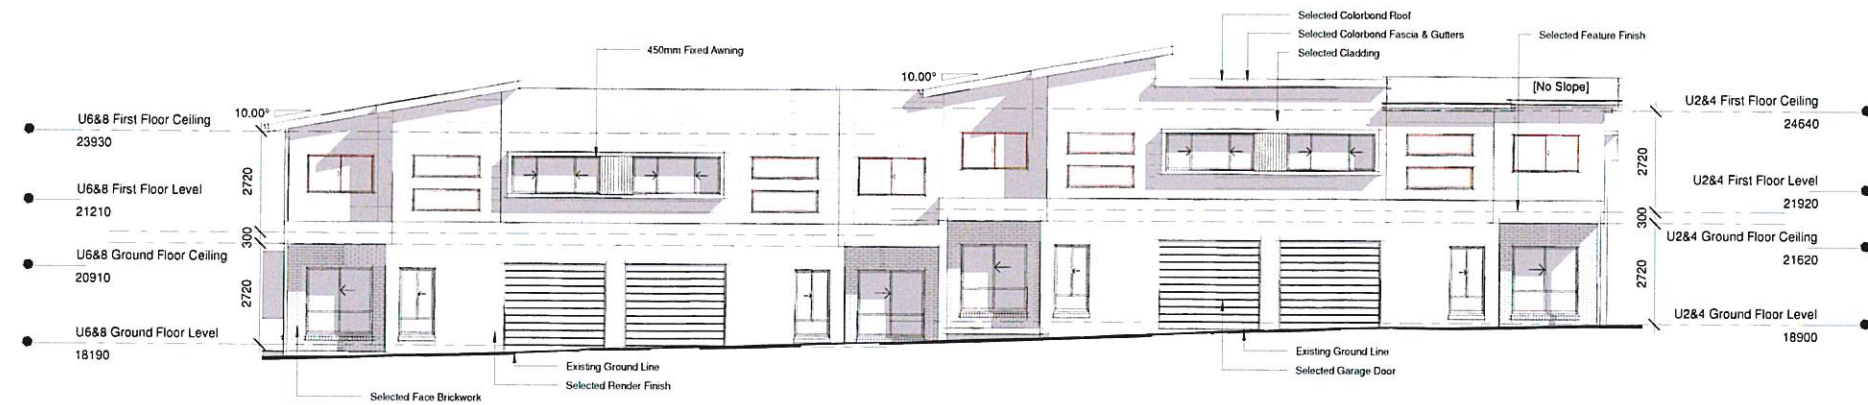 Selected Colorbond Roof
Selected Colorbond Fascia & Gutters
Selected Cladding
Selected Feature Finish
450mm Fixed Awning
10.00°
[No Slope]
10.00°
U6&8 First Floor Ceiling
23930
U2&4 First Floor Ceiling
24640
2720
2720
U6&8 First Floor Level
21210
U2&4 First Floor Level
21920
300
300
U6&8 Ground Floor Ceiling
20910
U2&4 Ground Floor Ceiling
21620
2720
2720
U6&8 Ground Floor Level
18190
U2&4 Ground Floor Level
18900
Existing Ground Line
Selected Render Finish
Selected Face Brickwork
Existing Ground Line
Selected Garage Door